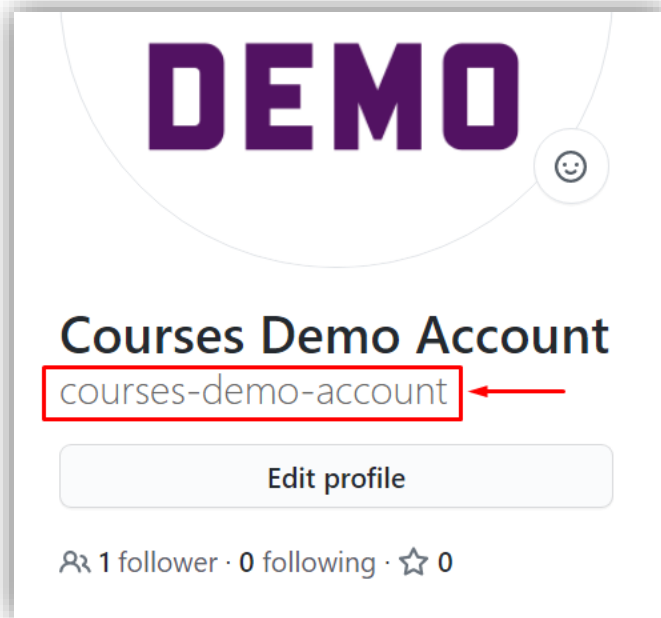 DEMO
Courses Demo Account
courses-demo-account
Edit profile
1 follower · 0 following · 0